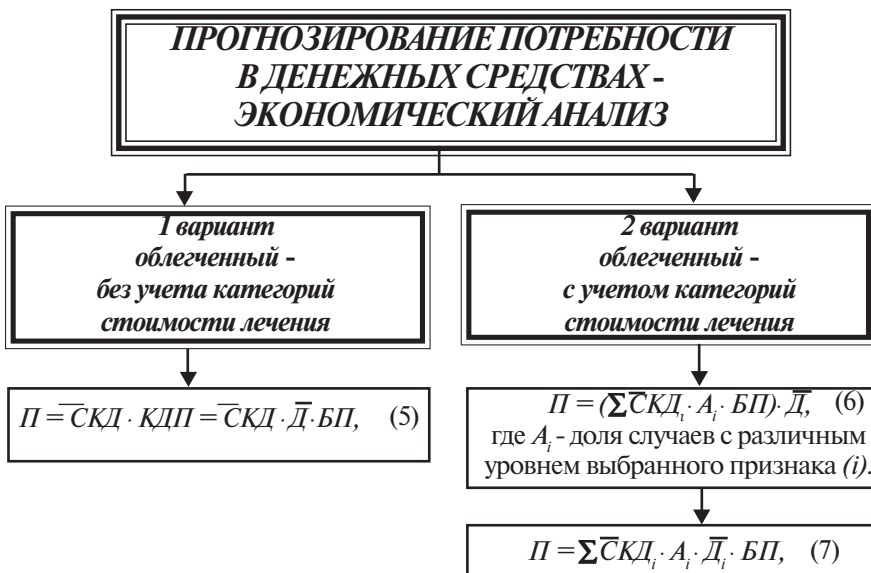 ПРОГНОЗИРОВАНИЕ ПОТРЕБНОСТИ
В ДЕНЕЖНЫХ СРЕДСТВАХ -
ЭКОНОМИЧЕСКИЙ АНАЛИЗ
1 вариант
облегченный -
без учета категорий
стоимости лечения
2 вариант
облегченный -
с учетом категорий
стоимости лечения
П = C̅КД · КДП = C̅КД · Д̅ · БП, (5)
П = (∑C̅КДᵢ · Aᵢ · БП) · Д̅, (6)
где Aᵢ - доля случаев с различным
уровнем выбранного признака (i).
П = ∑ C̅КДᵢ · Aᵢ · Д̅ᵢ · БП, (7)